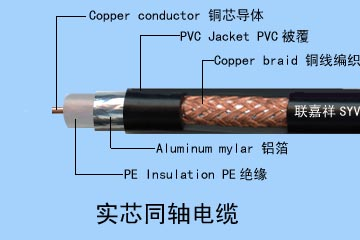 Copper conductor 铜芯导体
PVC Jacket PVC 被覆
Copper braid 铜线编织
联嘉祥 SYV
Aluminum mylar 铝箔
PE Insulation PE 绝缘
实芯同轴电缆